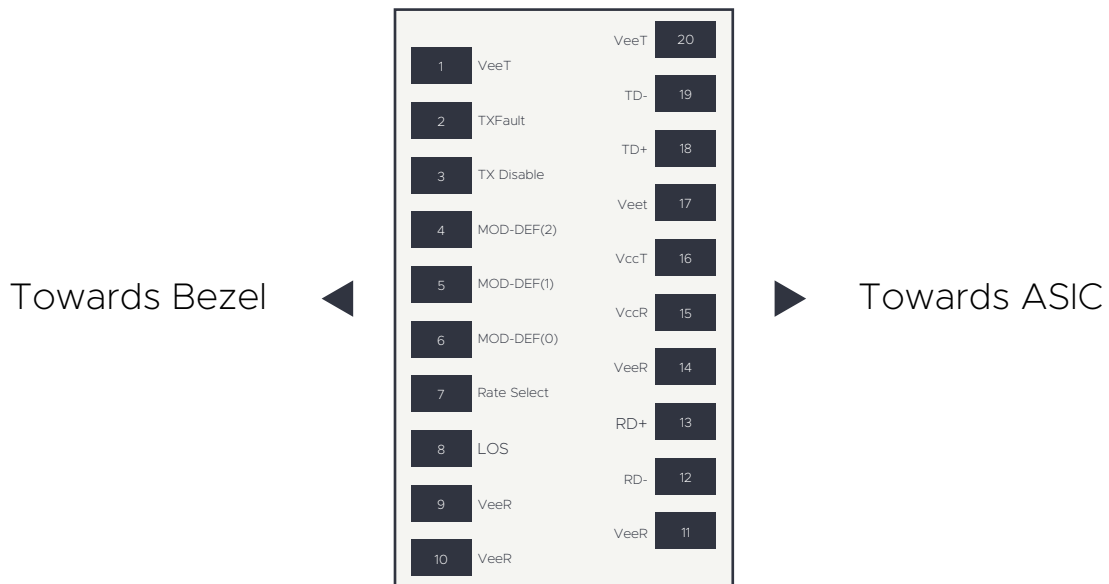 VeeT 20
1 VeeT
TD- 19
2 TXFault
TD+ 18
3 TX Disable
Veet 17
4 MOD-DEF(2)
VccT 16
5 MOD-DEF(1)
Towards Bezel
Towards ASIC
VccR 15
6 MOD-DEF(0)
VeeR 14
7 Rate Select
RD+ 13
8 LOS
RD- 12
9 VeeR
VeeR 11
10 VeeR